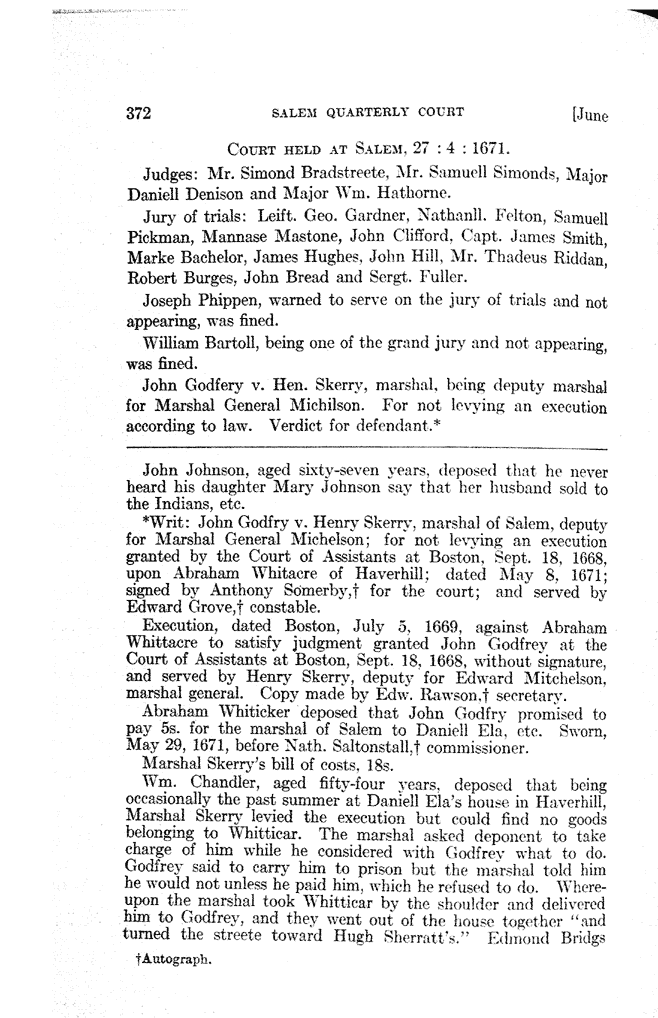 372 SALEM QUARTERLY COURT [June
COURT HELD AT SALEM, 27 : 4 : 1671.
Judges: Mr. Simond Bradstreete, Mr. Samuell Simonds, Major
Daniell Denison and Major Wm. Hathorne.
Jury of trials: Leift. Geo. Gardner, Nathanll. Felton, Samuell
Pickman, Mannase Mastone, John Clifford, Capt. James Smith,
Marke Bachelor, James Hughes, John Hill, Mr. Thadeus Riddan,
Robert Burges, John Bread and Sergt. Fuller.
Joseph Phippen, warned to serve on the jury of trials and not
appearing, was fined.
William Bartoll, being one of the grand jury and not appearing,
was fined.
John Godfery v. Hen. Skerry, marshal, being deputy marshal
for Marshal General Michilson. For not levying an execution
according to law. Verdict for defendant.*
John Johnson, aged sixty-seven years, deposed that he never
heard his daughter Mary Johnson say that her husband sold to
the Indians, etc.
*Writ: John Godfry v. Henry Skerry, marshal of Salem, deputy
for Marshal General Michelson; for not levying an execution
granted by the Court of Assistants at Boston, Sept. 18, 1668,
upon Abraham Whitacre of Haverhill; dated May 8, 1671;
signed by Anthony Somerby,† for the court; and served by
Edward Grove,† constable.
Execution, dated Boston, July 5, 1669, against Abraham
Whittacre to satisfy judgment granted John Godfrey at the
Court of Assistants at Boston, Sept. 18, 1668, without signature,
and served by Henry Skerry, deputy for Edward Mitchelson,
marshal general. Copy made by Edw. Rawson,† secretary.
Abraham Whiticker deposed that John Godfry promised to
pay 5s. for the marshal of Salem to Daniell Ela, etc. Sworn,
May 29, 1671, before Nath. Saltonstall,† commissioner.
Marshal Skerry's bill of costs, 18s.
Wm. Chandler, aged fifty-four years, deposed that being
occasionally the past summer at Daniell Ela's house in Haverhill,
Marshal Skerry levied the execution but could find no goods
belonging to Whitticar. The marshal asked deponent to take
charge of him while he considered with Godfrey what to do.
Godfrey said to carry him to prison but the marshal told him
he would not unless he paid him, which he refused to do. Where-
upon the marshal took Whitticar by the shoulder and delivered
him to Godfrey, and they went out of the house together "and
turned the streete toward Hugh Sherratt's." Edmond Bridgs
†Autograph.